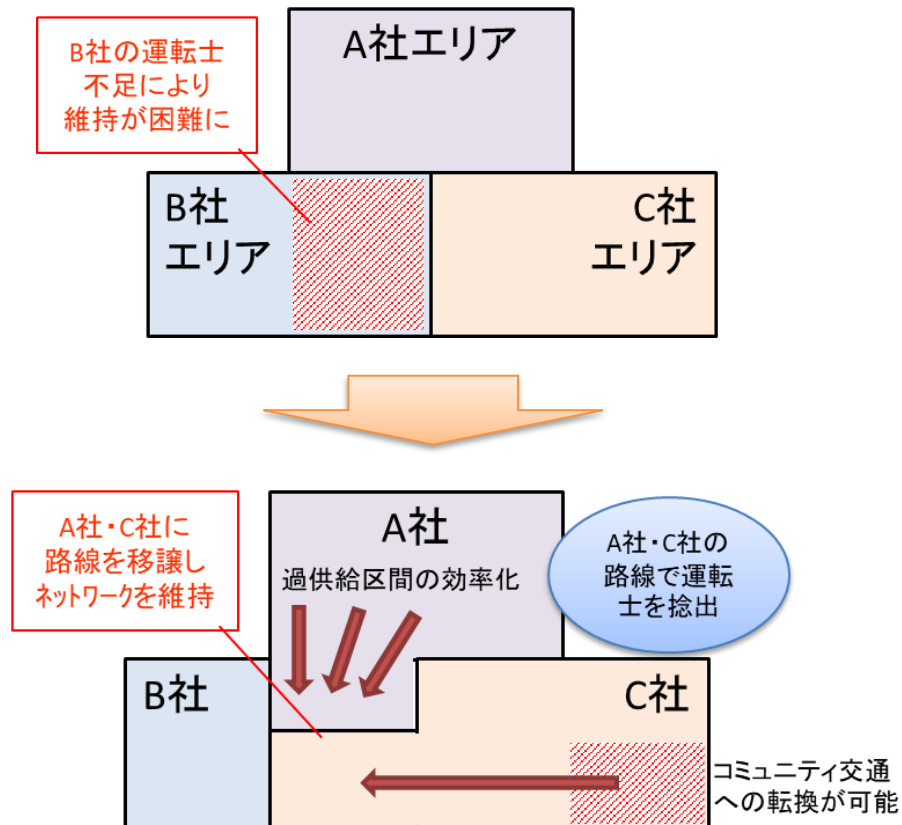 B社の運転士
不足により
維持が困難に
A社エリア
B社
エリア
C社
エリア
A社・C社に
路線を移譲し
ネットワークを維持
A社
過供給区間の効率化
A社・C社の
路線で運転
士を捻出
B社
C社
コミュニティ交通
への転換が可能